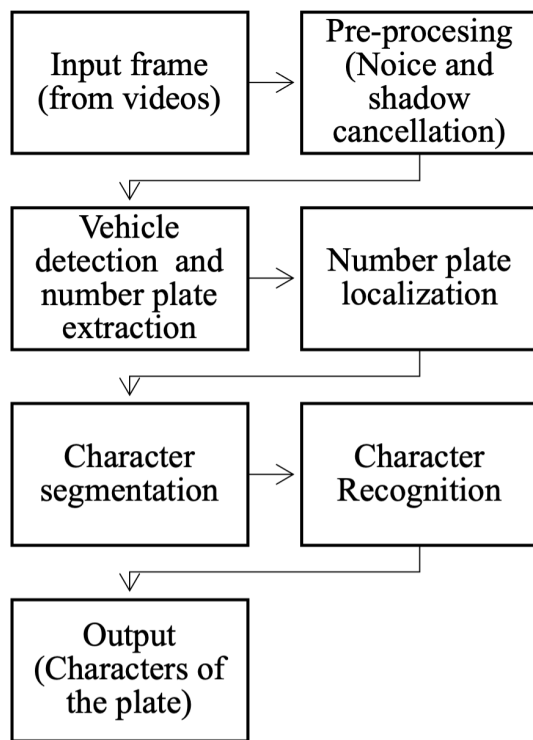 Input frame
(from videos)
Pre-procesing
(Noice and
shadow
cancellation)
Vehicle
detection and
number plate
extraction
Number plate
localization
Character
segmentation
Character
Recognition
Output
(Characters of
the plate)